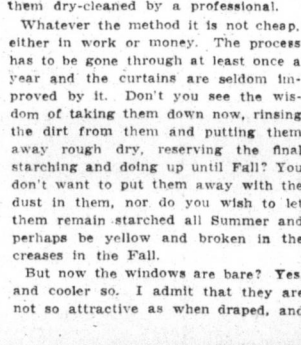 them dry-cleaned by a professional.
Whatever the method it is not cheap,
either in work or money. The process
has to be gone through at least once a
year and the curtains are seldom im-
proved by it. Don't you see the wis-
dom of taking them down now, rinsing
the dirt from them and putting them
away rough dry, reserving the final
starching and doing up until Fall? You
don't want to put them away with the
dust in them, nor do you wish to let
them remain starched all Summer and
perhaps be yellow and broken in the
creases in the Fall.
But now the windows are bare? Yes
and cooler so. I admit that they are
not so attractive as when draped, and